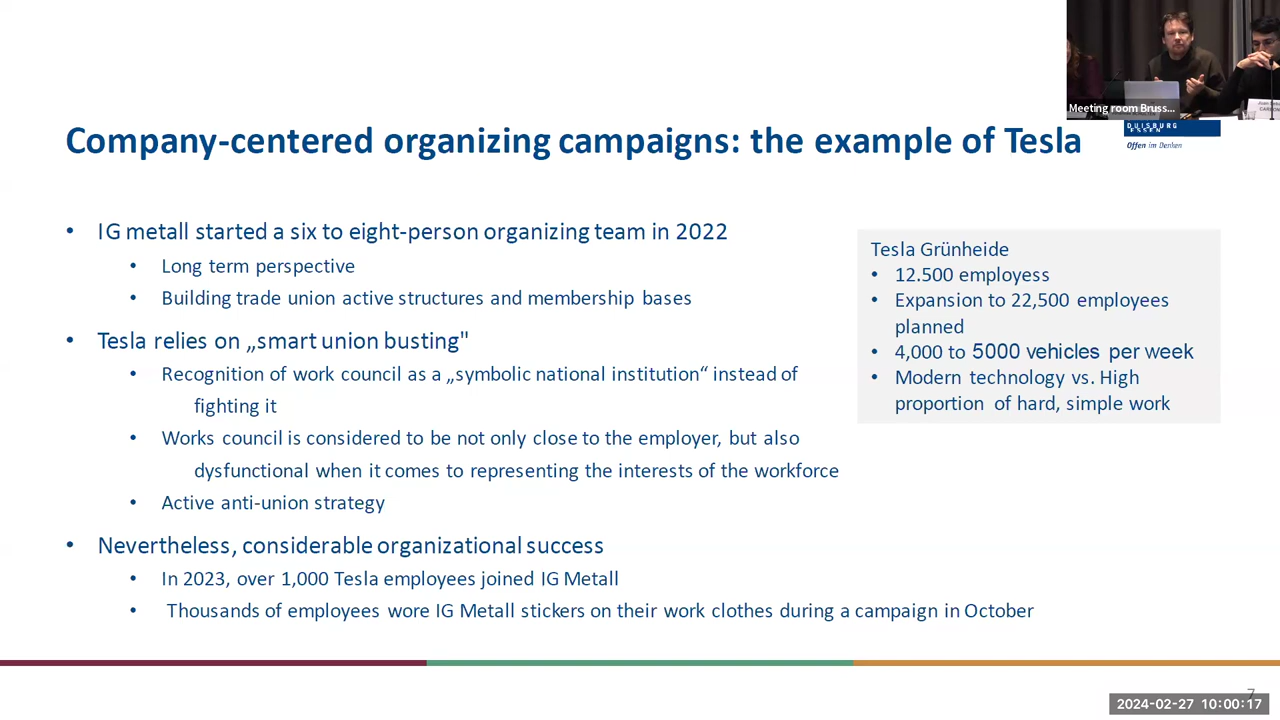 Meeting room Bruss...
DUISBURG
ESSEN
Offen im Denken
Company-centered organizing campaigns: the example of Tesla
• IG metall started a six to eight-person organizing team in 2022
• Long term perspective
• Building trade union active structures and membership bases
• Tesla relies on „smart union busting"
• Recognition of work council as a „symbolic national institution“ instead of
fighting it
• Works council is considered to be not only close to the employer, but also
dysfunctional when it comes to representing the interests of the workforce
• Active anti-union strategy
• Nevertheless, considerable organizational success
• In 2023, over 1,000 Tesla employees joined IG Metall
• Thousands of employees wore IG Metall stickers on their work clothes during a campaign in October
Tesla Grünheide
• 12.500 employess
• Expansion to 22,500 employees
planned
• 4,000 to 5000 vehicles per week
• Modern technology vs. High
proportion of hard, simple work
7
2024-02-27 10:00:17